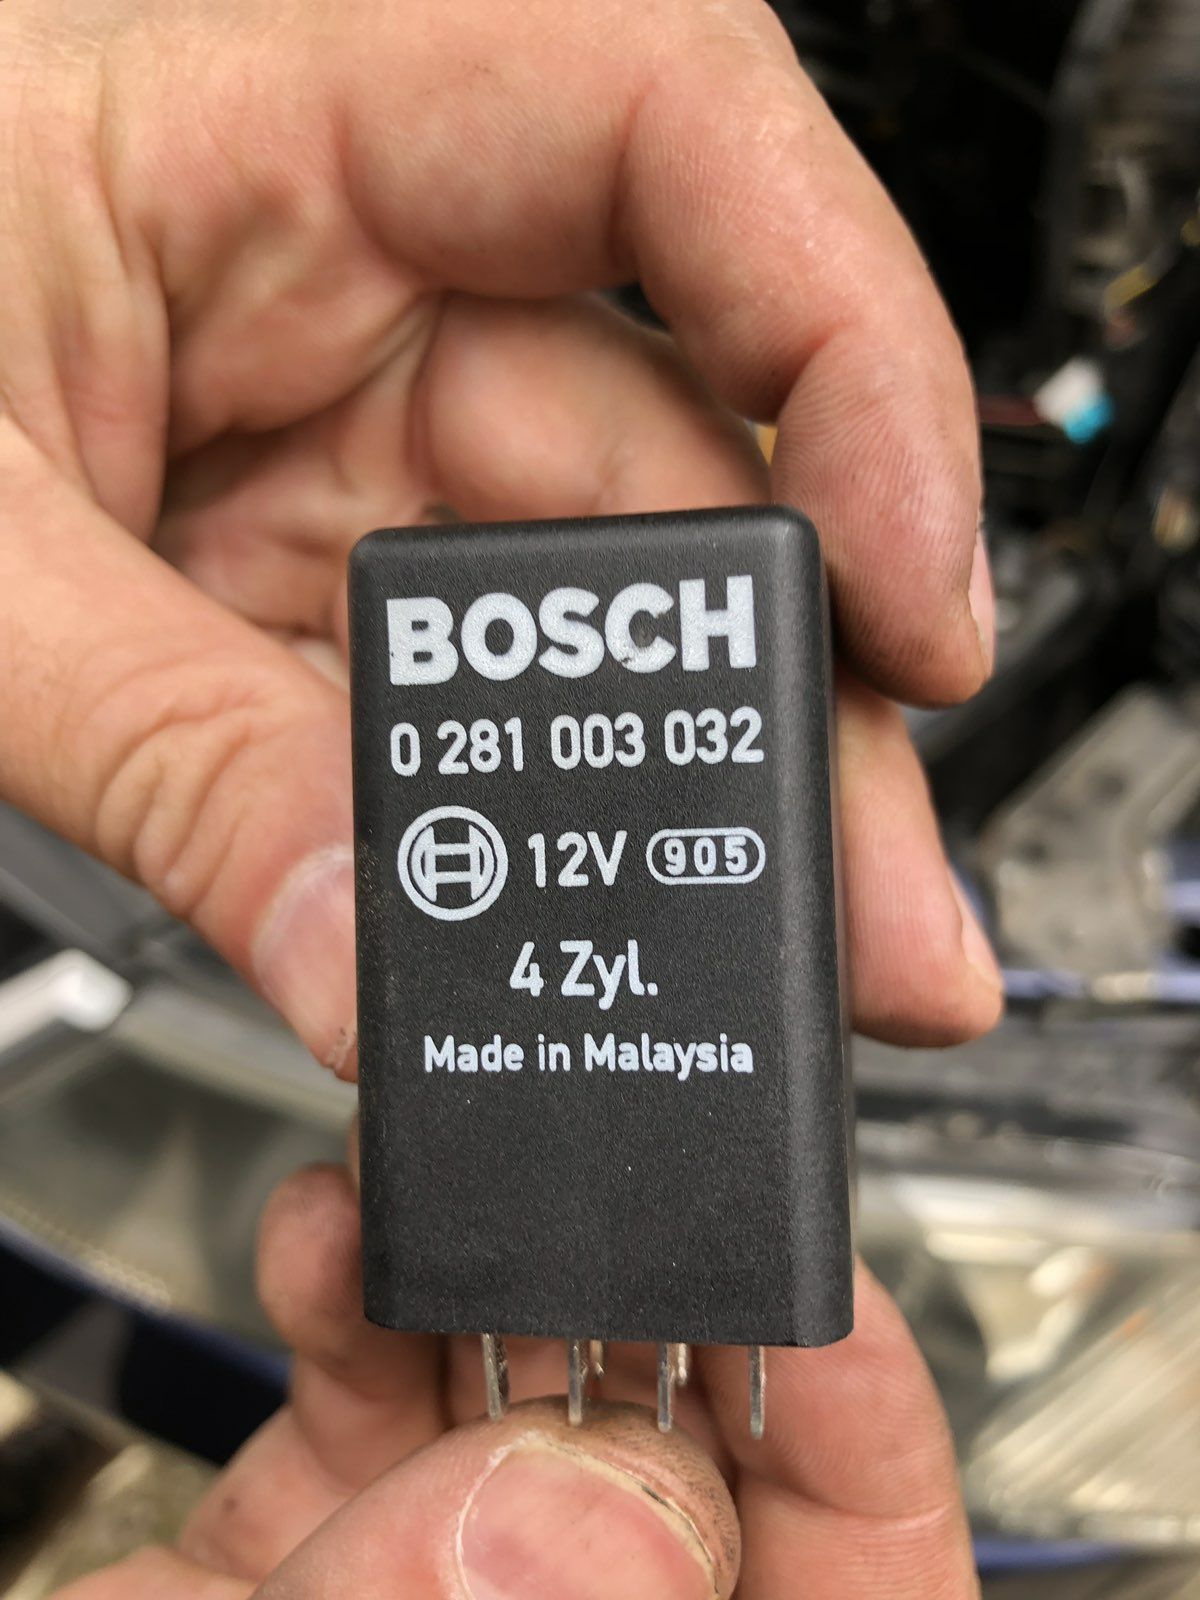 BOSCH
0 281 003 032
12V 905
4 Zyl.
Made in Malaysia